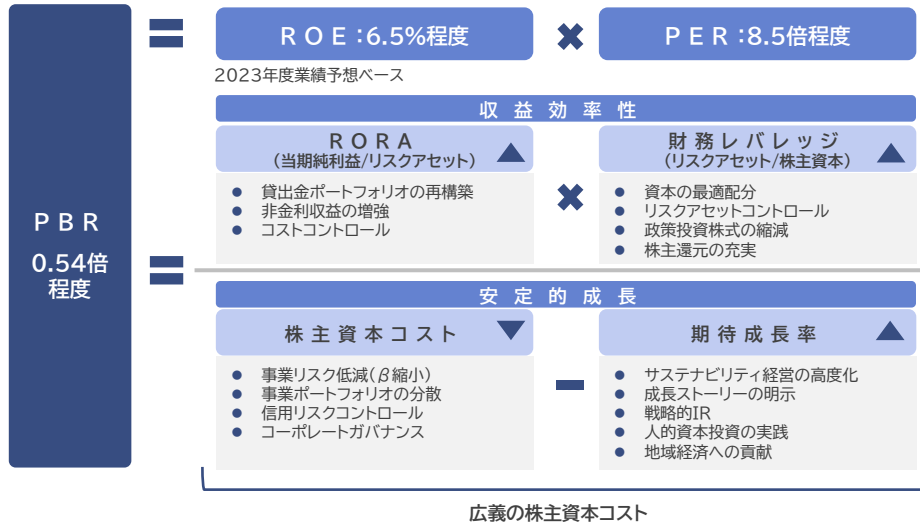 PBR
0.54倍
程度
ROE:6.5%程度
PER:8.5倍程度
2023年度業績予想ベース
収益効率性
RORA
(当期純利益/リスクアセット)
財務レバレッジ
(リスクアセット/株主資本)
● 貸出金ポートフォリオの再構築
● 非金利収益の増強
● コストコントロール
● 資本の最適配分
● リスクアセットコントロール
● 政策投資株式の縮減
● 株主還元の充実
安定的成長
株主資本コスト
期待成長率
● 事業リスク低減(β縮小)
● 事業ポートフォリオの分散
● 信用リスクコントロール
● コーポレートガバナンス
● サステナビリティ経営の高度化
● 成長ストーリーの明示
● 戦略的IR
● 人的資本投資の実践
● 地域経済への貢献
広義の株主資本コスト